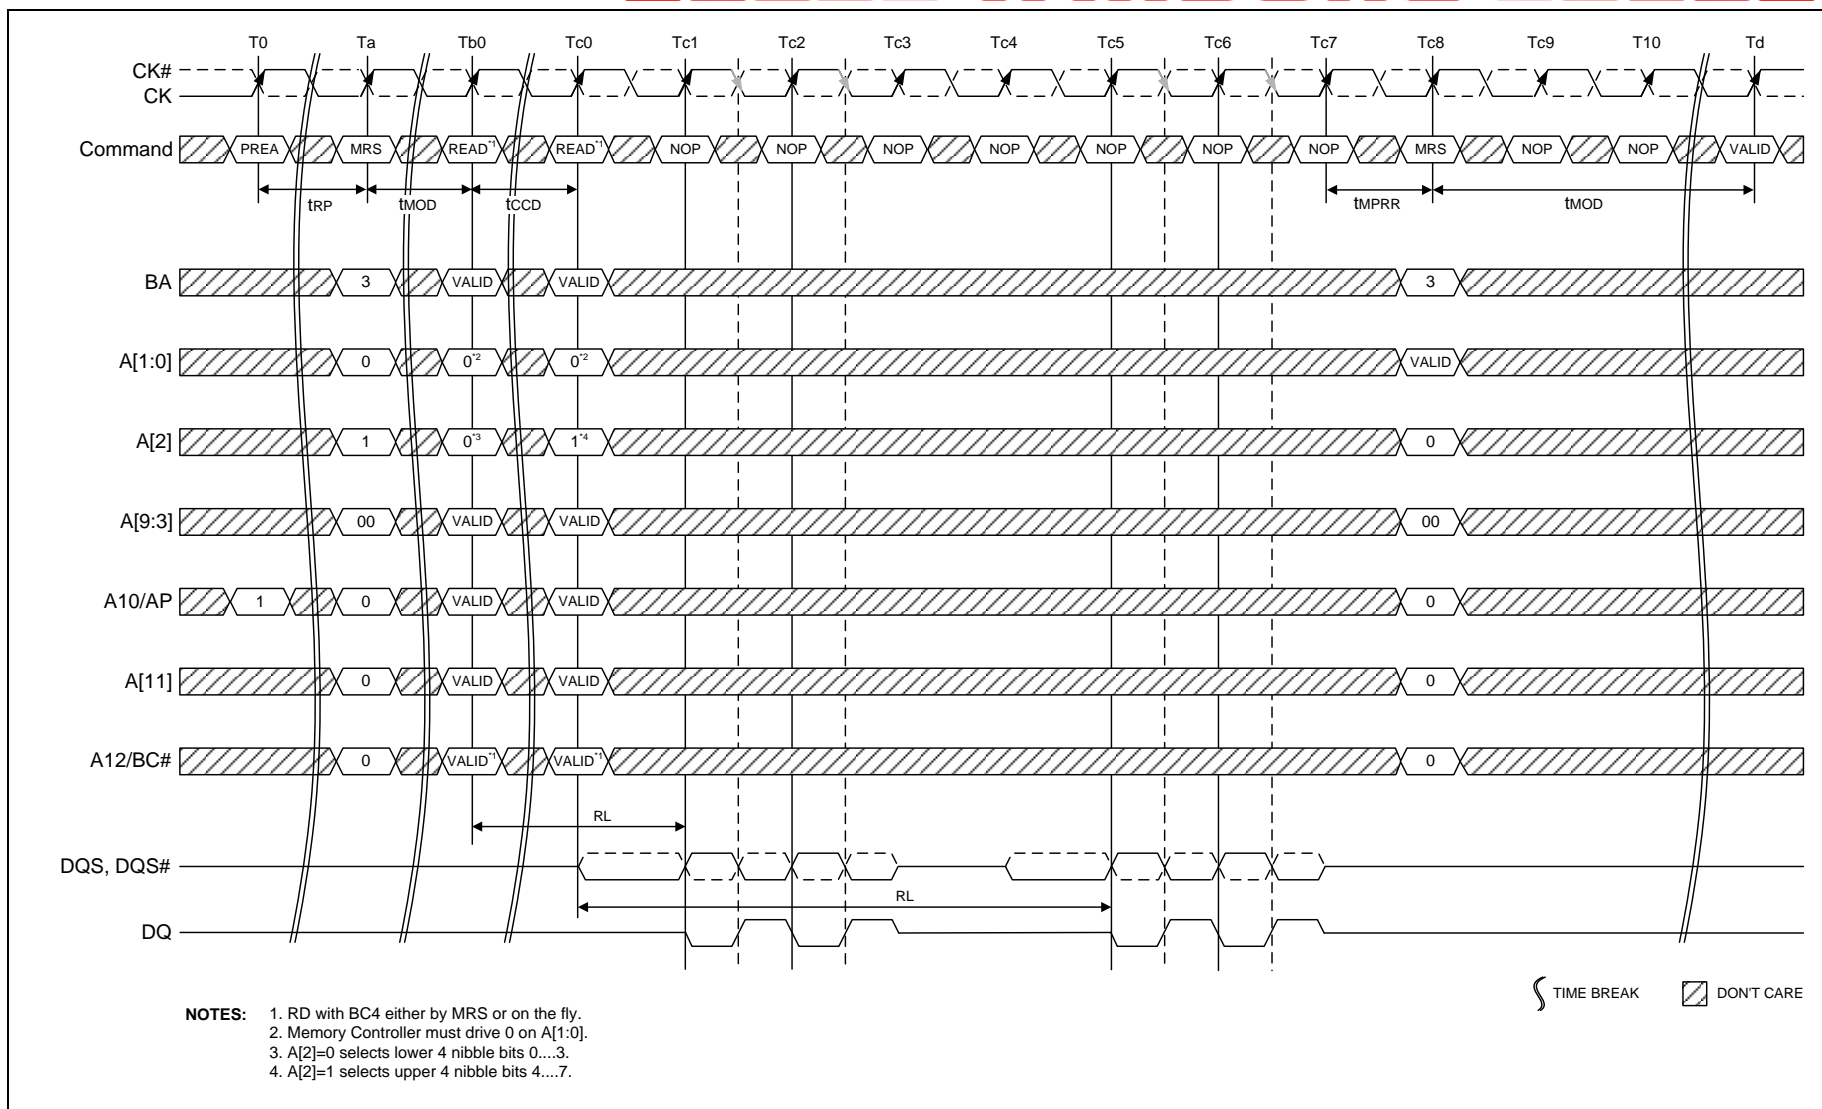 T0 Ta Tb0 Tc0 Tc1 Tc2 Tc3 Tc4 Tc5 Tc6 Tc7 Tc8 Tc9 T10 Td
CK#
CK
Command PREA MRS READ*1 READ*1 NOP NOP NOP NOP NOP NOP NOP MRS NOP NOP VALID
tRP tMOD tCCD tMPRR tMOD
BA 3 VALID VALID 3
A[1:0] 0*2 0*2 0 VALID
A[2] 1 0*3 1*4 0
A[9:3] 00 VALID VALID 00
A10/AP 1 0 VALID VALID 0
A[11] 0 VALID VALID 0
A12/BC# 0 VALID*1 VALID*1 0
RL
DQS, DQS#
RL
DQ
TIME BREAK DON'T CARE
NOTES: 1. RD with BC4 either by MRS or on the fly.
2. Memory Controller must drive 0 on A[1:0].
3. A[2]=0 selects lower 4 nibble bits 0....3.
4. A[2]=1 selects upper 4 nibble bits 4....7.